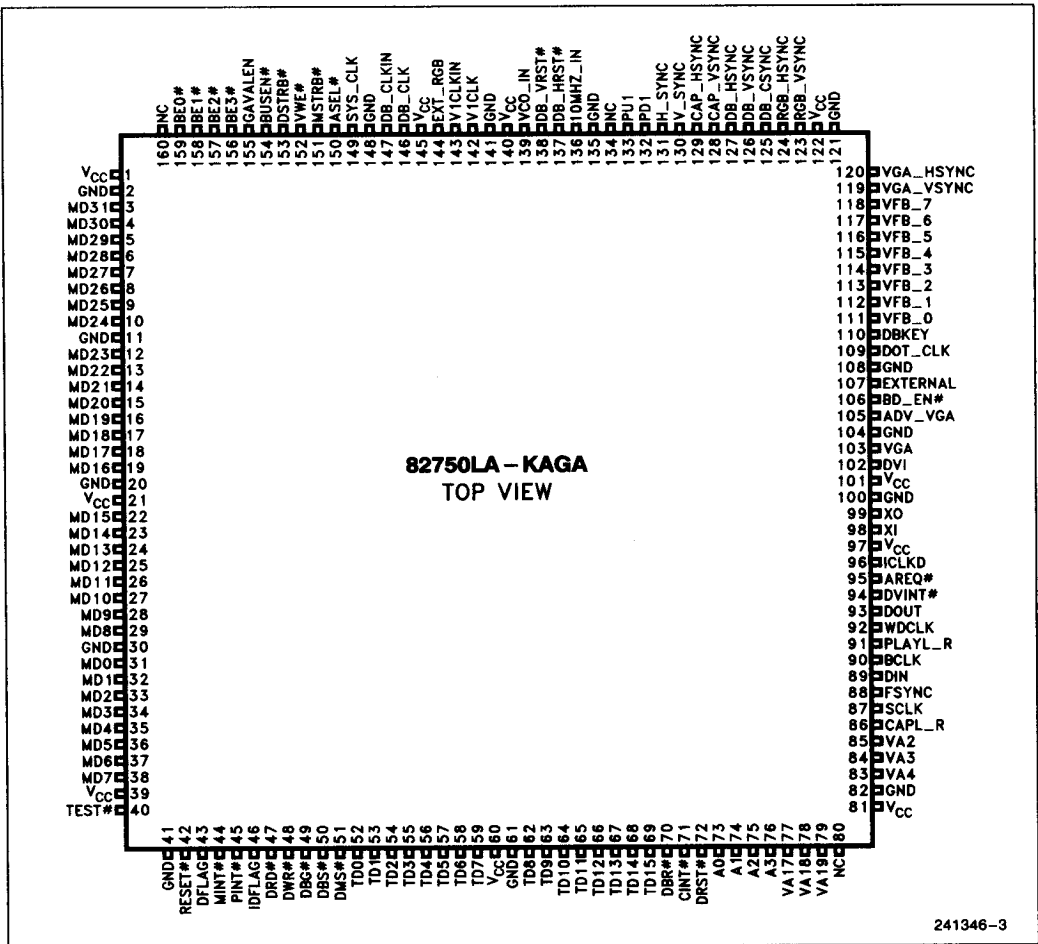 160 NC
159 BE0#
158 BE1#
157 BE2#
156 BE3#
155 GAVALEN
154 BUSEN#
153 DSTRB#
152 VWE#
151 MSTRB#
150 ASEL#
149 SYS_CLK
148 GND
147 DB_CLKIN
146 DB_CLK
145 VCC
144 EXT_RGB
143 V1CLKIN
142 V1CLK
141 GND
140 VCC
139 VCO_IN
138 DB_VRST#
137 DB_HRST#
136 10MHZ_IN
135 GND
134 NC
133 PU1
132 PD1
131 H_SYNC
130 V_SYNC
129 CAP_HSYNC
128 CAP_VSYNC
127 DB_HSYNC
126 DB_VSYNC
125 DB_CSYNC
124 RGB_HSYNC
123 RGB_VSYNC
122 VCC
121 GND
VCC 1
GND 2
MD31 3
MD30 4
MD29 5
MD28 6
MD27 7
MD26 8
MD25 9
MD24 10
GND 11
MD23 12
MD22 13
MD21 14
MD20 15
MD19 16
MD18 17
MD17 18
MD16 19
GND 20
VCC 21
MD15 22
MD14 23
MD13 24
MD12 25
MD11 26
MD10 27
MD9 28
MD8 29
GND 30
MD0 31
MD1 32
MD2 33
MD3 34
MD4 35
MD5 36
MD6 37
MD7 38
VCC 39
TEST# 40
82750LA – KAGA
TOP VIEW
120 VGA_HSYNC
119 VGA_VSYNC
118 VFB_7
117 VFB_6
116 VFB_5
115 VFB_4
114 VFB_3
113 VFB_2
112 VFB_1
111 VFB_0
110 DBKEY
109 DOT_CLK
108 GND
107 EXTERNAL
106 BD_EN#
105 ADV_VGA
104 GND
103 VGA
102 DVI
101 VCC
100 GND
99 XO
98 XI
97 VCC
96 ICLKD
95 AREQ#
94 DVINT#
93 DOUT
92 WDCLK
91 PLAYL_R
90 BCLK
89 DIN
88 FSYNC
87 SCLK
86 CAPL_R
85 VA2
84 VA3
83 VA4
82 GND
81 VCC
GND 41
RESET# 42
DFLAG 43
MINT# 44
PINT# 45
IDFLAG 46
DRD# 47
DWR# 48
DBG# 49
DBS# 50
DMS# 51
TD0 52
TD1 53
TD2 54
TD3 55
TD4 56
TD5 57
TD6 58
TD7 59
VCC 60
GND 61
TD8 62
TD9 63
TD10 64
TD11 65
TD12 66
TD13 67
TD14 68
TD15 69
DBR# 70
CINT# 71
DRST# 72
A0 73
A1 74
A2 75
A3 76
VA17 77
VA18 78
VA19 79
NC 80
241346–3